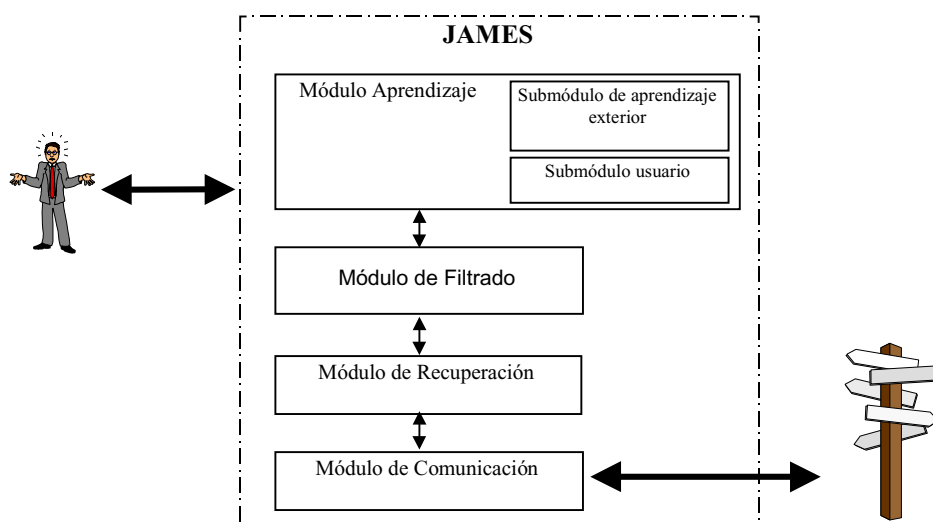 JAMES
Módulo Aprendizaje
Submódulo de aprendizaje
exterior
Submódulo usuario
Módulo de Filtrado
Módulo de Recuperación
Módulo de Comunicación